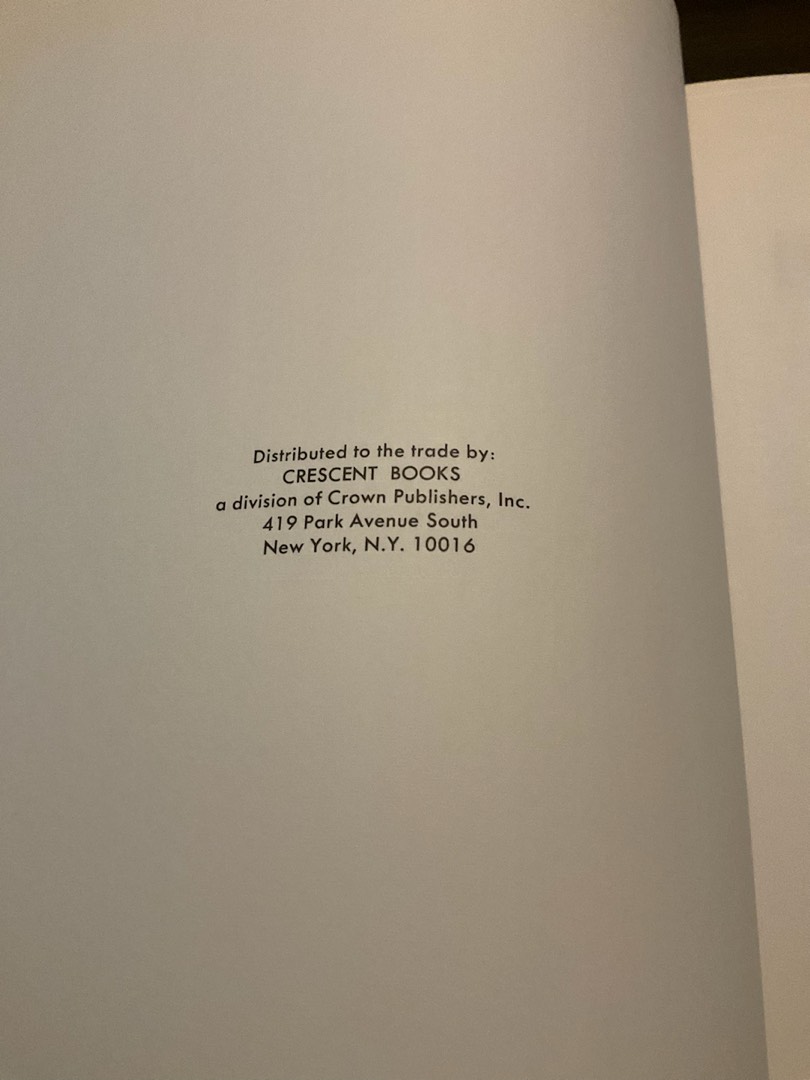 Distributed to the trade by:
CRESCENT BOOKS
a division of Crown Publishers, Inc.
419 Park Avenue South
New York, N.Y. 10016